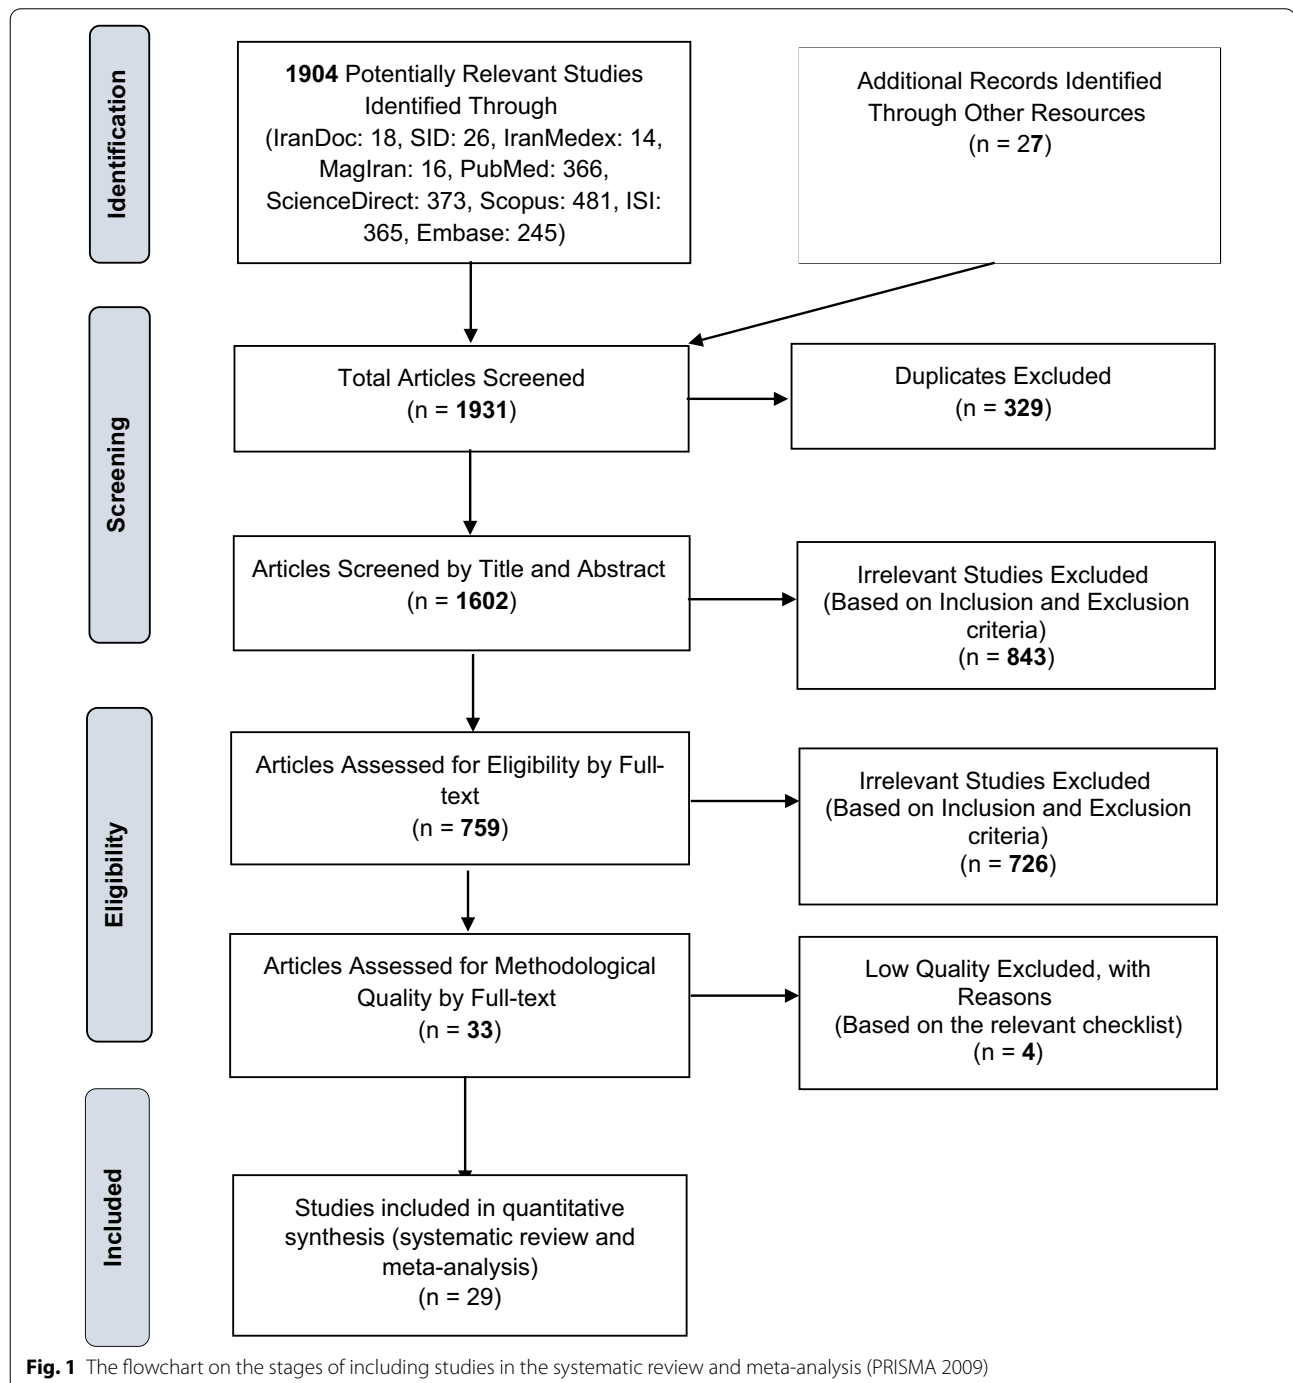 Identification
1904 Potentially Relevant Studies
Identified Through
(IranDoc: 18, SID: 26, IranMedex: 14,
MagIran: 16, PubMed: 366,
ScienceDirect: 373, Scopus: 481, ISI:
365, Embase: 245)
Additional Records Identified
Through Other Resources
(n = 27)
Screening
Total Articles Screened
(n = 1931)
Duplicates Excluded
(n = 329)
Articles Screened by Title and Abstract
(n = 1602)
Irrelevant Studies Excluded
(Based on Inclusion and Exclusion
criteria)
(n = 843)
Eligibility
Articles Assessed for Eligibility by Full-
text
(n = 759)
Irrelevant Studies Excluded
(Based on Inclusion and Exclusion
criteria)
(n = 726)
Articles Assessed for Methodological
Quality by Full-text
(n = 33)
Low Quality Excluded, with
Reasons
(Based on the relevant checklist)
(n = 4)
Included
Studies included in quantitative
synthesis (systematic review and
meta-analysis)
(n = 29)
Fig. 1 The flowchart on the stages of including studies in the systematic review and meta-analysis (PRISMA 2009)